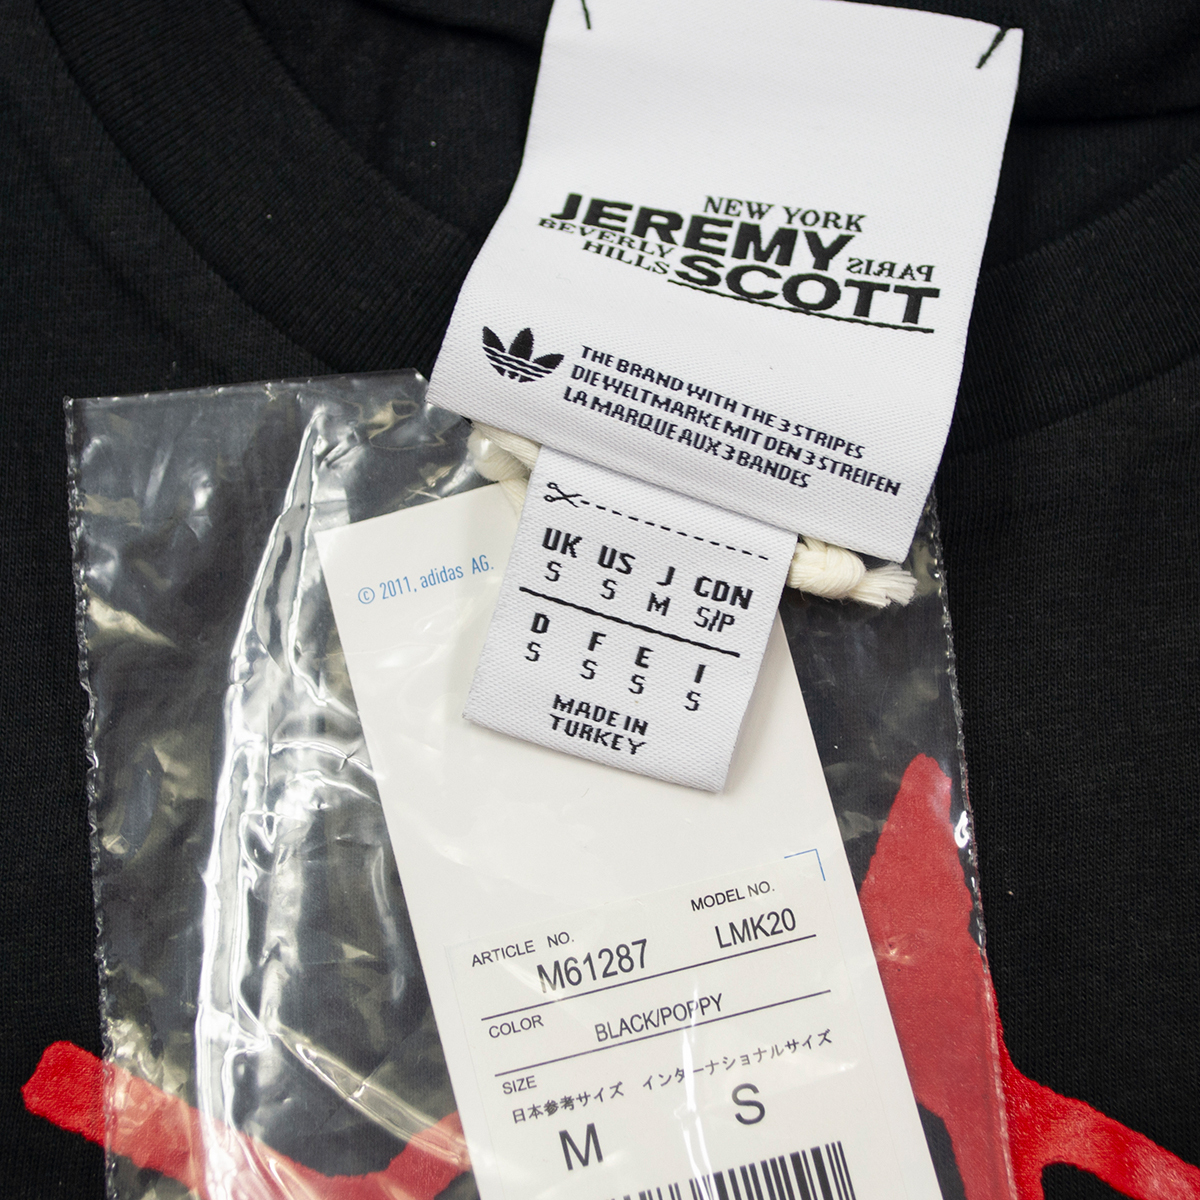 NEW YORK
JEREMY
BEVERLY
HILLS
PARIS
SCOTT
THE BRAND WITH THE 3 STRIPES
DIE WELTMARKE MIT DEN 3 STREIFEN
LA MARQUE AUX 3 BANDES
UK US J CDN
S S M S/P
D F E I
S S S S
MADE IN
TURKEY
© 2011, adidas AG.
ARTICLE NO. MODEL NO.
M61287 LMK20
COLOR BLACK/POPPY
SIZE
日本参考サイズ インターナショナルサイズ
M S